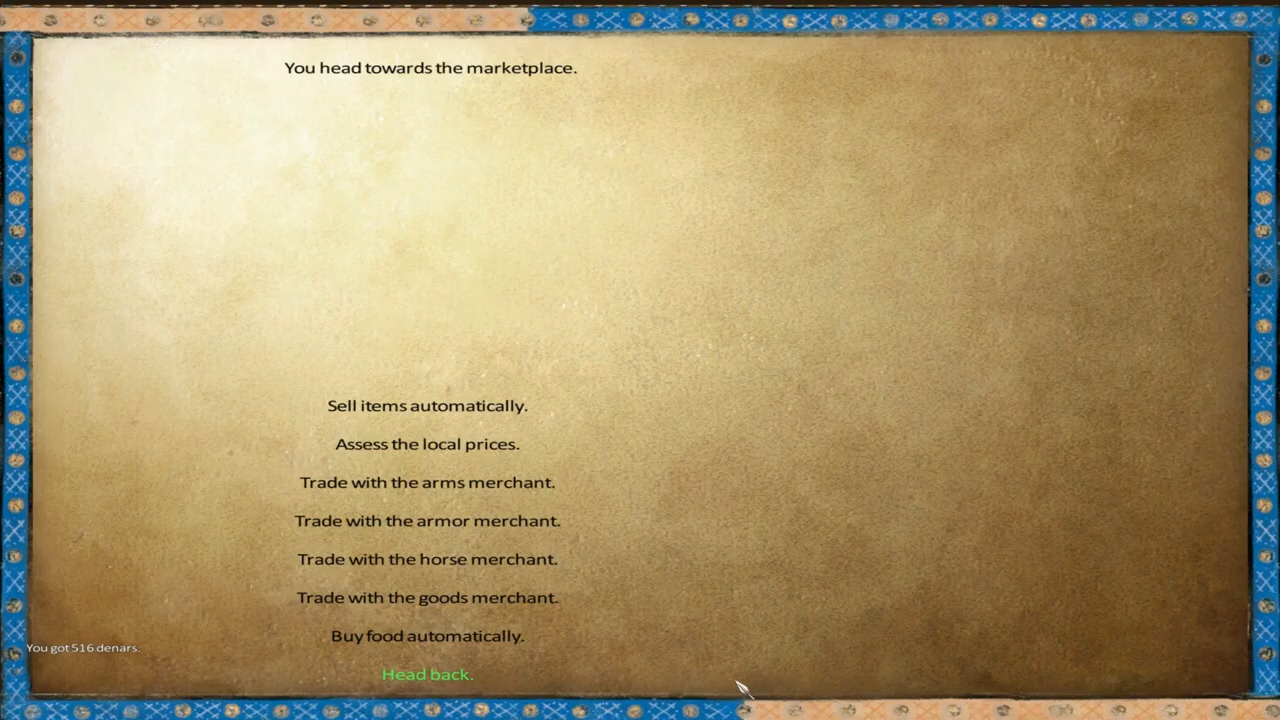 You head towards the marketplace.
Sell items automatically.
Assess the local prices.
Trade with the arms merchant.
Trade with the armor merchant.
Trade with the horse merchant.
Trade with the goods merchant.
Buy food automatically.
You got 516 denars.
Head back.